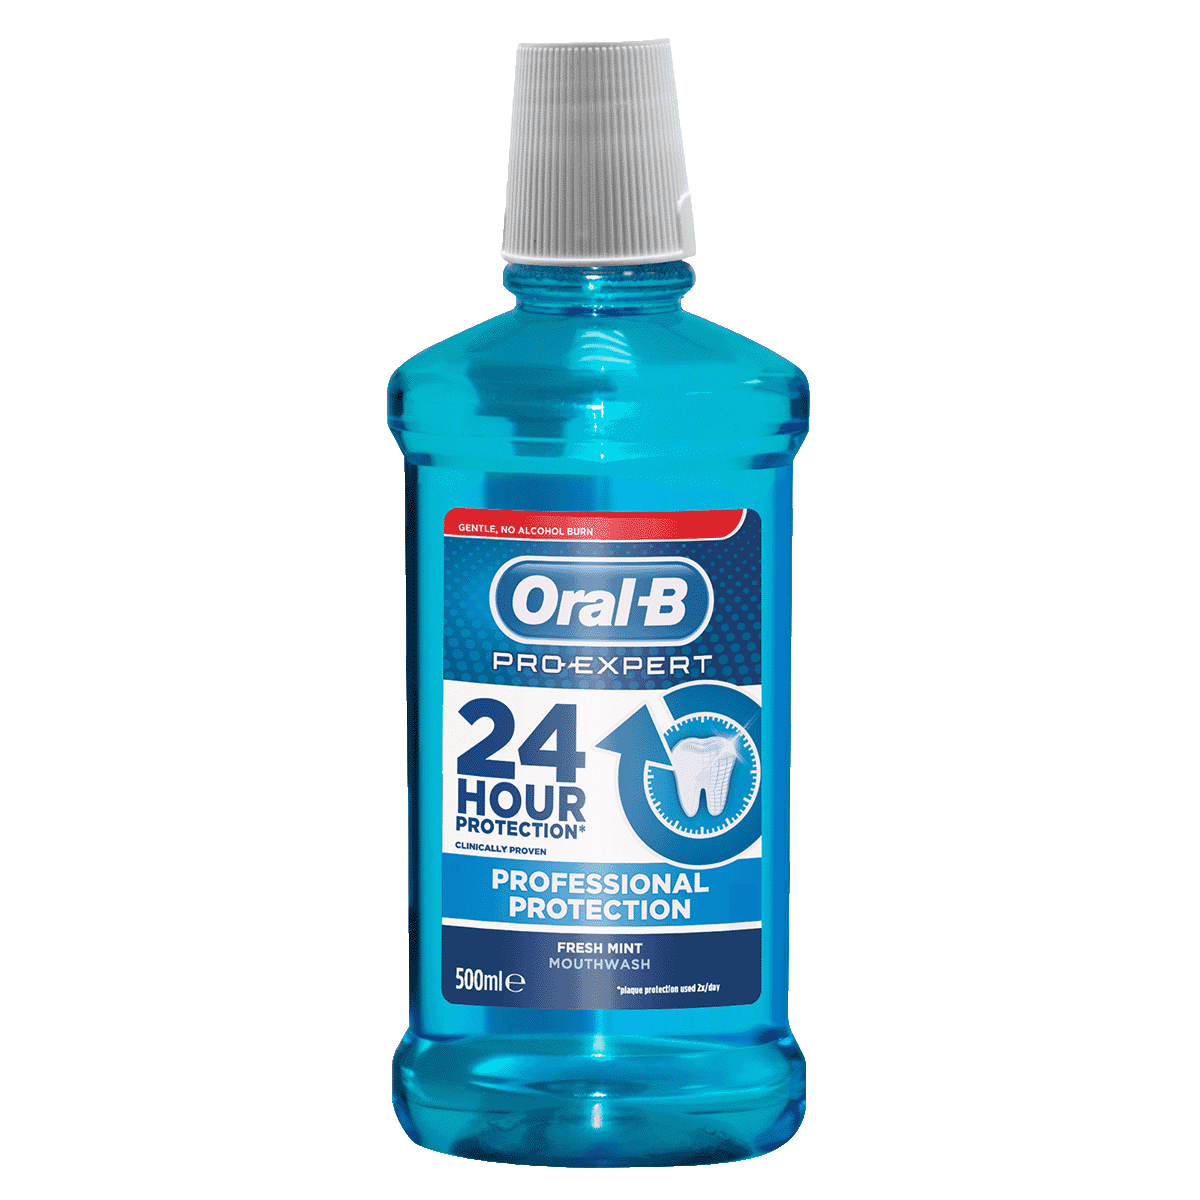 GENTLE, NO ALCOHOL BURN
Oral-B
PRO-EXPERT
24
HOUR
PROTECTION*
CLINICALLY PROVEN
PROFESSIONAL
PROTECTION
FRESH MINT
MOUTHWASH
500ml℮
*plaque protection used 2x/day